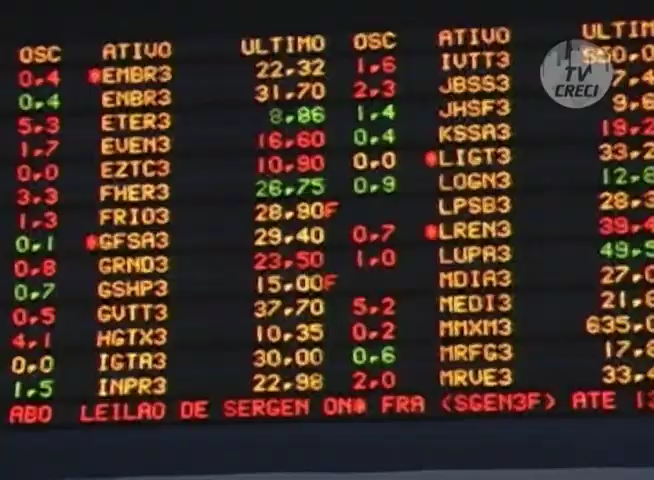 OSC ATIVO ULTIMO OSC ATIVO ULTIMO
0.4 EMBR3 22.32 1.6 IVTT3
0.4 ENBR3 31.70 2.3 JBSS3
5.3 ETER3 8.86 1.4 JHSF3
1.7 EVEN3 16.60 0.4 KSSA3
0.0 EZTC3 10.90 0.0 LIGT3
3.3 FHER3 26.75 0.9 LOGN3
1.3 FRIO3 28.90F LPSB3
0.1 GFSA3 29.40 0.7 LREN3
0.8 GRND3 23.50 1.0 LUPA3
0.7 GSHP3 15.00F MDIA3
0.5 GVTT3 37.70 5.2 MEDI3
4.1 HGTX3 10.35 0.2 MMXM3
0.0 IGTA3 30.00 0.6 MRFG3
1.5 INPR3 22.98 2.0 MRVE3
ABO LEILAO DE SERGEN ON* FRA (SGEN3F) ATE
TV
CRECI